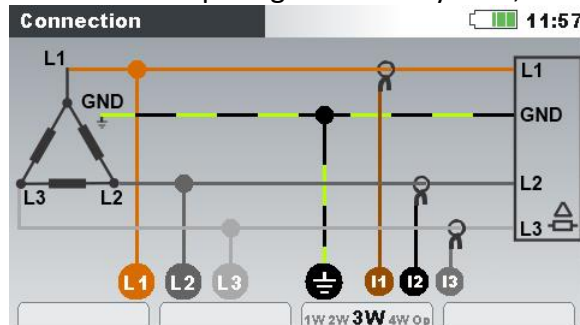 Connection 11:57
L1 L1
GND GND
L3 L2 L2
L3
L1 L2 L3 I1 I2 I3
1W 2W 3W 4W Op